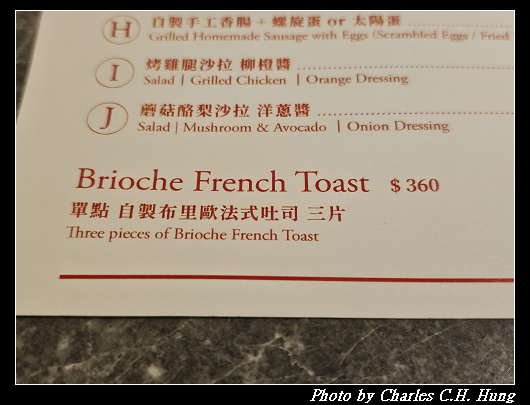 H 自製手工香腸 + 螺旋蛋 or 太陽蛋
Grilled Homemade Sausage with Eggs (Scrambled Eggs / Fried
I 烤雞腿沙拉 柳橙醬
Salad | Grilled Chicken | Orange Dressing
J 蘑菇酪梨沙拉 洋蔥醬
Salad | Mushroom & Avocado | Onion Dressing
Brioche French Toast $360
單點 自製布里歐法式吐司 三片
Three pieces of Brioche French Toast
Photo by Charles C.H. Hung